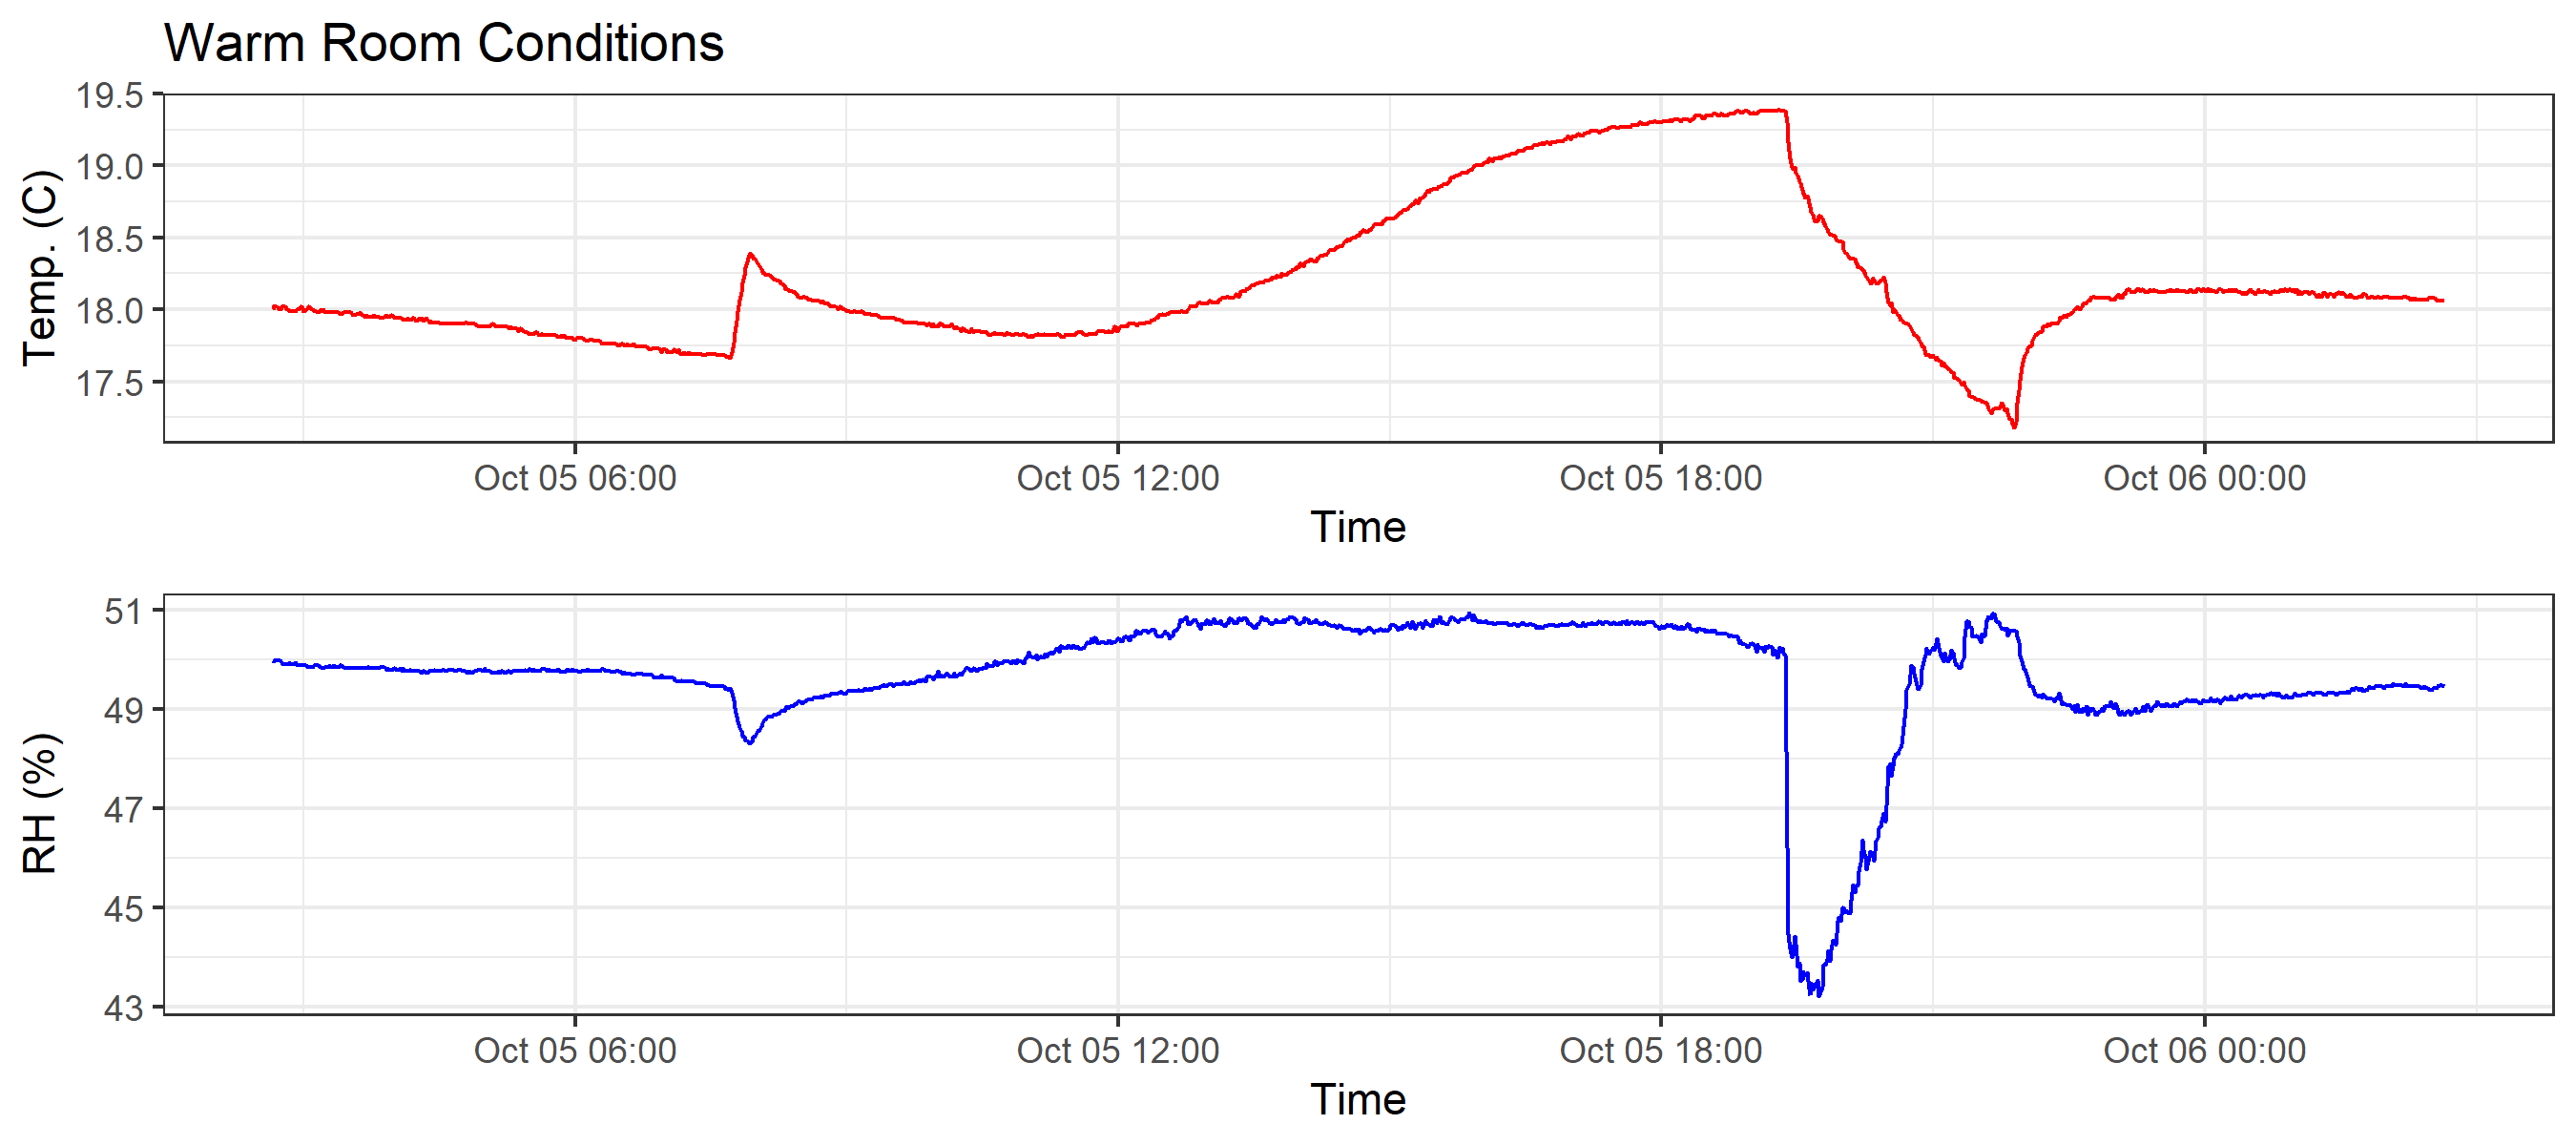 Warm Room Conditions
19.5
19.0
18.5
18.0
17.5
Temp. (C)
Oct 05 06:00 Oct 05 12:00 Oct 05 18:00 Oct 06 00:00
Time
51
49
47
45
43
RH (%)
Oct 05 06:00 Oct 05 12:00 Oct 05 18:00 Oct 06 00:00
Time